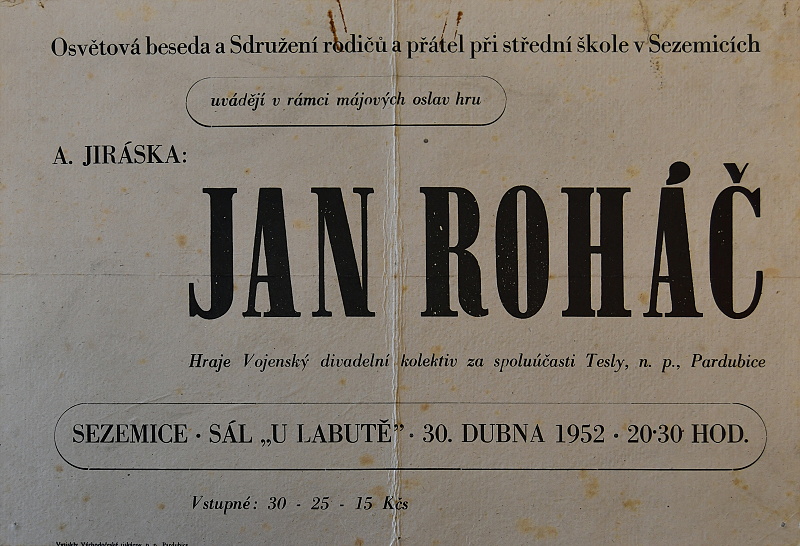 Osvětová beseda a Sdružení rodičů a přátel při střední škole v Sezemicích
uvádějí v rámci májových oslav hru
A. JIRÁSKA:
JAN ROHÁČ
Hraje Vojenský divadelní kolektiv za spoluúčasti Tesly, n. p., Pardubice
SEZEMICE · SÁL „U LABUTĚ” · 30. DUBNA 1952 · 20·30 HOD.
Vstupné: 30 - 25 - 15 Kčs
n. p. Pardubice